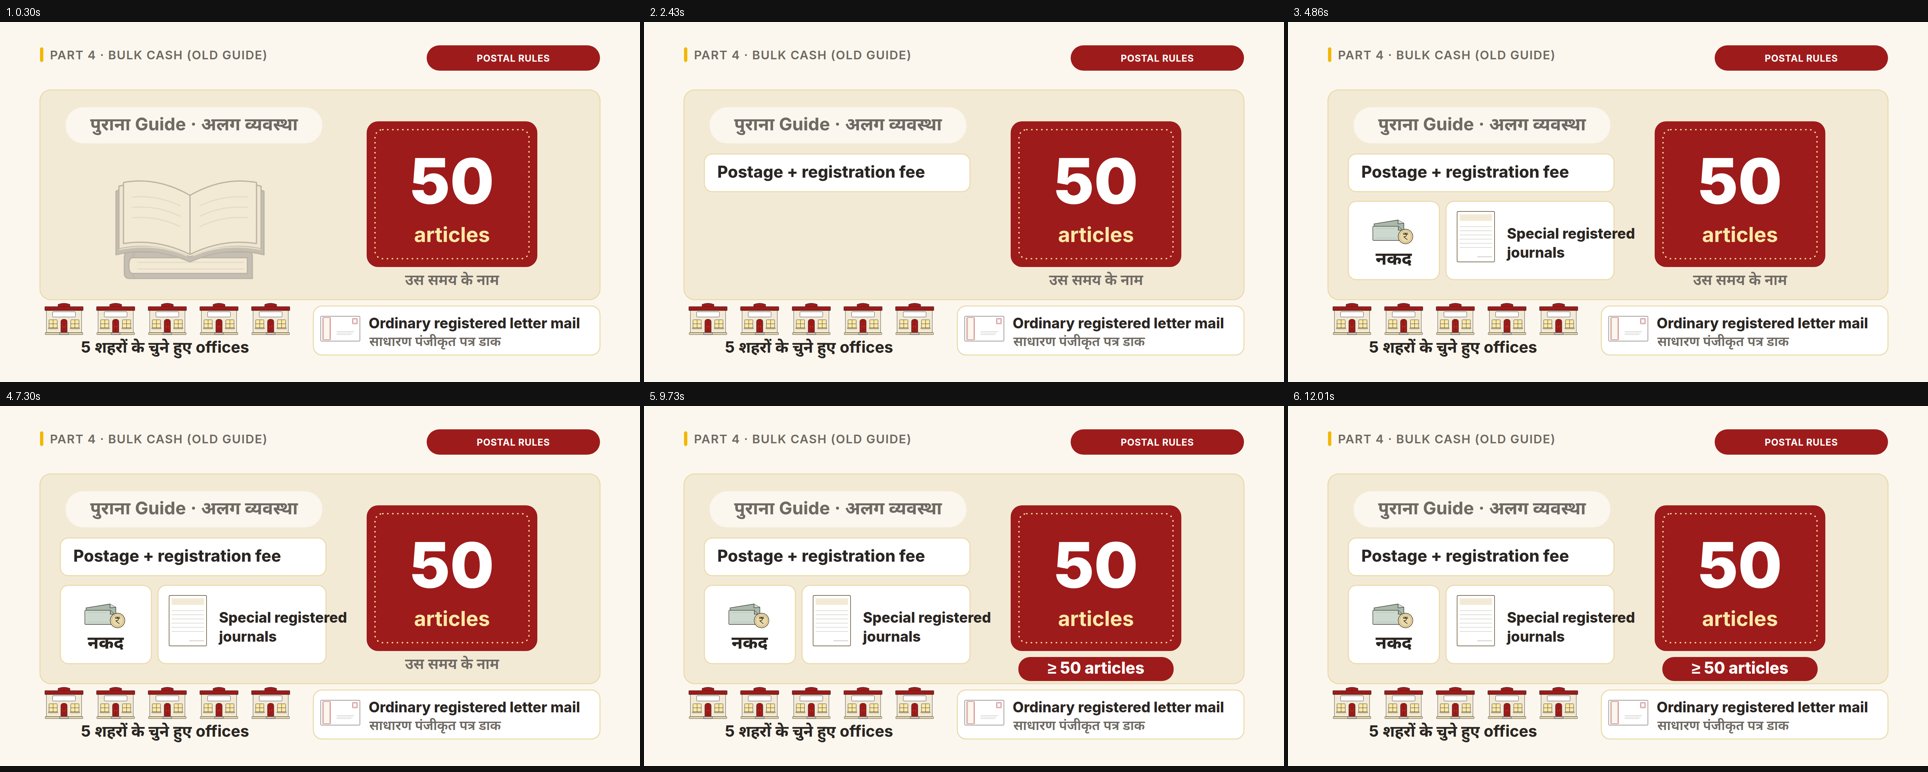 1. 0.30s
PART 4 · BULK CASH (OLD GUIDE)
POSTAL RULES
पुराना Guide · अलग व्यवस्था
50
articles
उस समय के नाम
5 शहरों के चुने हुए offices
Ordinary registered letter mail
साधारण पंजीकृत पत्र डाक
2. 2.43s
PART 4 · BULK CASH (OLD GUIDE)
POSTAL RULES
पुराना Guide · अलग व्यवस्था
Postage + registration fee
50
articles
उस समय के नाम
5 शहरों के चुने हुए offices
Ordinary registered letter mail
साधारण पंजीकृत पत्र डाक
3. 4.86s
PART 4 · BULK CASH (OLD GUIDE)
POSTAL RULES
पुराना Guide · अलग व्यवस्था
Postage + registration fee
नकद
Special registered
journals
50
articles
उस समय के नाम
5 शहरों के चुने हुए offices
Ordinary registered letter mail
साधारण पंजीकृत पत्र डाक
4. 7.30s
PART 4 · BULK CASH (OLD GUIDE)
POSTAL RULES
पुराना Guide · अलग व्यवस्था
Postage + registration fee
नकद
Special registered
journals
50
articles
उस समय के नाम
5 शहरों के चुने हुए offices
Ordinary registered letter mail
साधारण पंजीकृत पत्र डाक
5. 9.73s
PART 4 · BULK CASH (OLD GUIDE)
POSTAL RULES
पुराना Guide · अलग व्यवस्था
Postage + registration fee
नकद
Special registered
journals
50
articles
≥ 50 articles
5 शहरों के चुने हुए offices
Ordinary registered letter mail
साधारण पंजीकृत पत्र डाक
6. 12.01s
PART 4 · BULK CASH (OLD GUIDE)
POSTAL RULES
पुराना Guide · अलग व्यवस्था
Postage + registration fee
नकद
Special registered
journals
50
articles
≥ 50 articles
5 शहरों के चुने हुए offices
Ordinary registered letter mail
साधारण पंजीकृत पत्र डाक